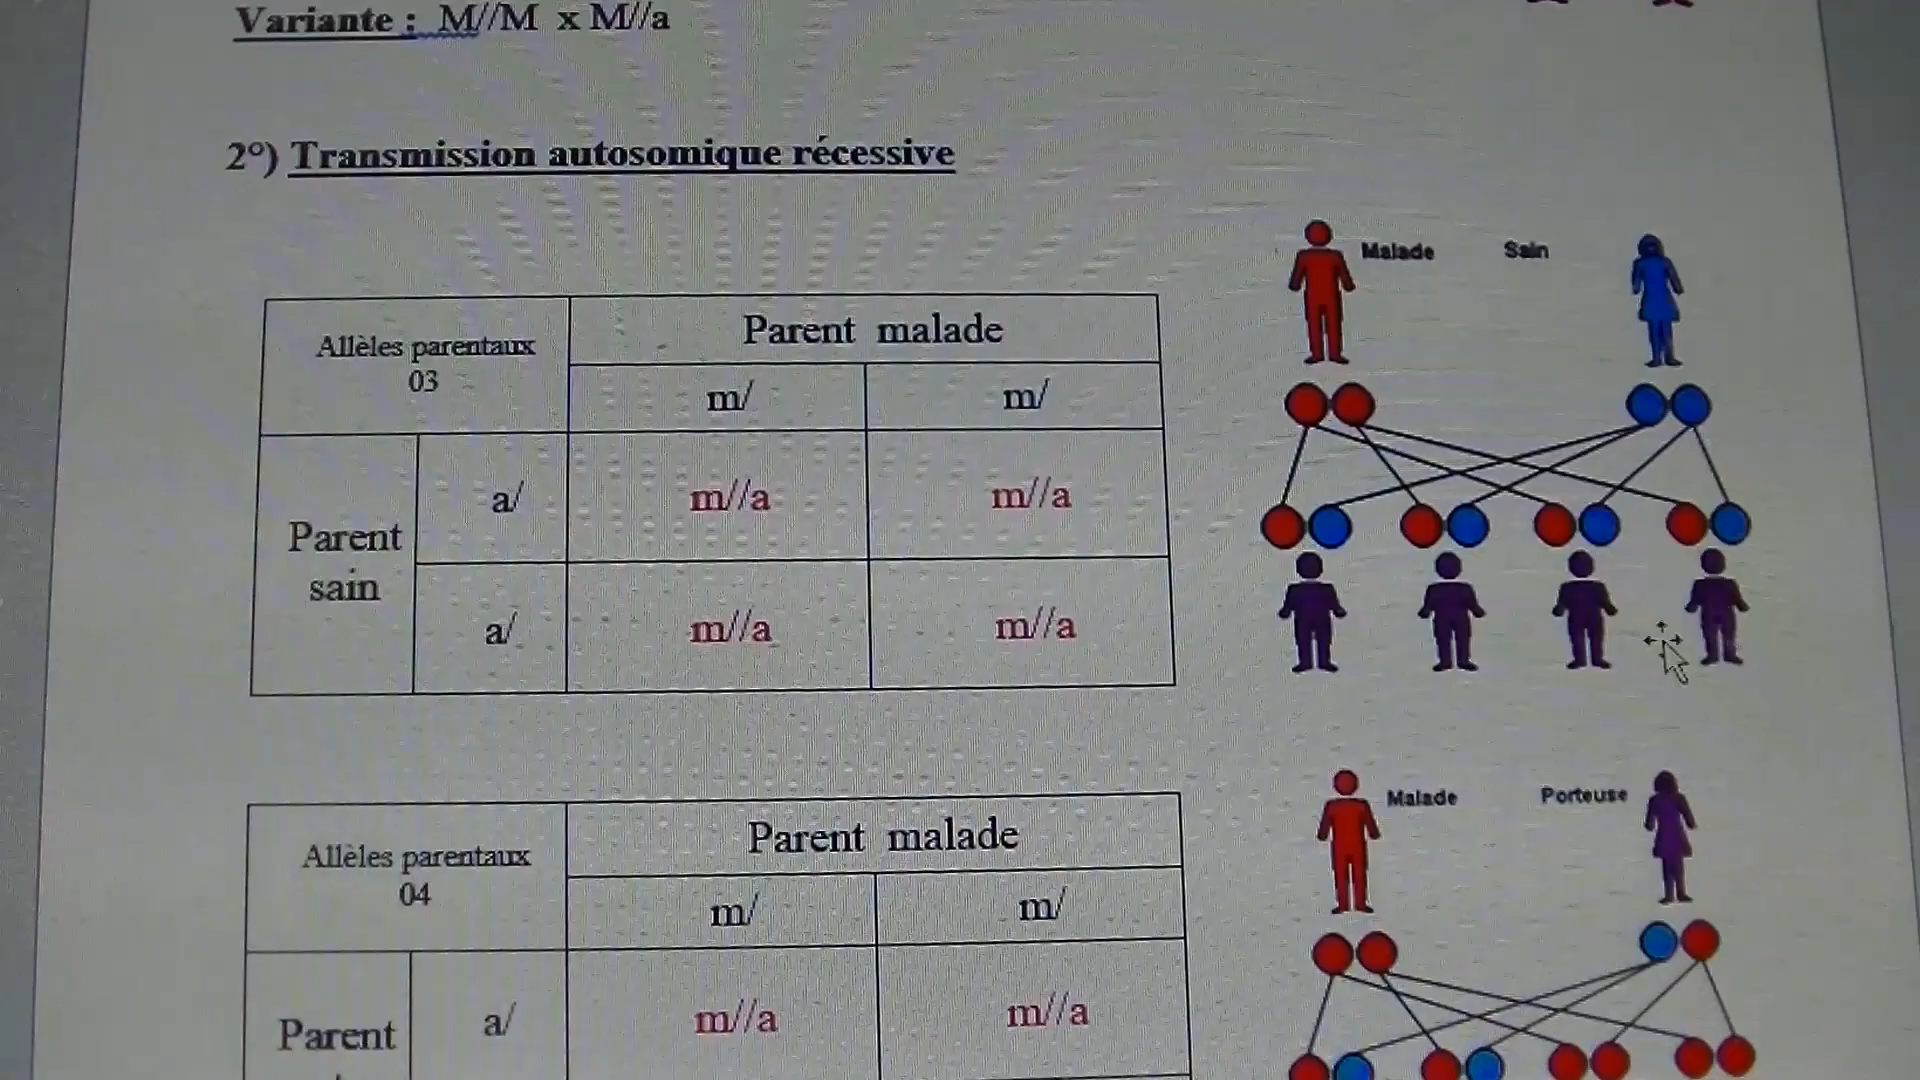 Variante : M//M x M//a
2°) Transmission autosomique récessive
Malade Sain
Allèles parentaux
03
Parent malade
m/ m/
Parent
sain
a/ m//a m//a
a/ m//a m//a
Malade Porteuse
Allèles parentaux
04
Parent malade
m/ m/
Parent
a/ m//a m//a